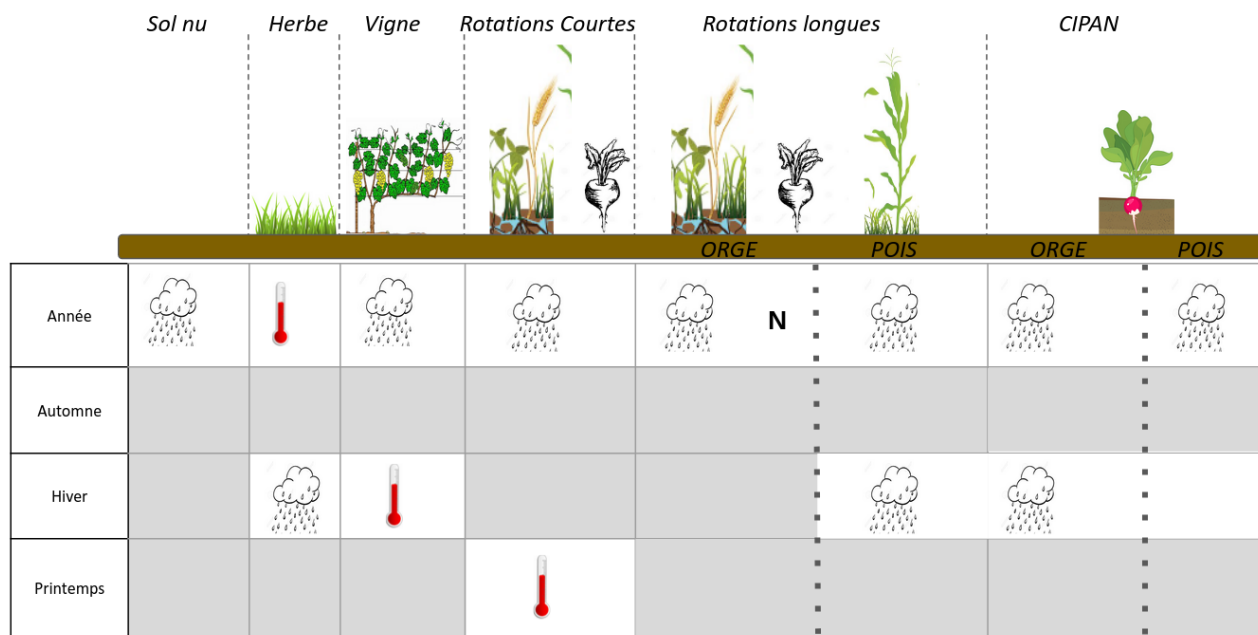 Sol nu Herbe Vigne Rotations Courtes Rotations longues CIPAN
ORGE POIS ORGE POIS
Année N
Automne
Hiver
Printemps